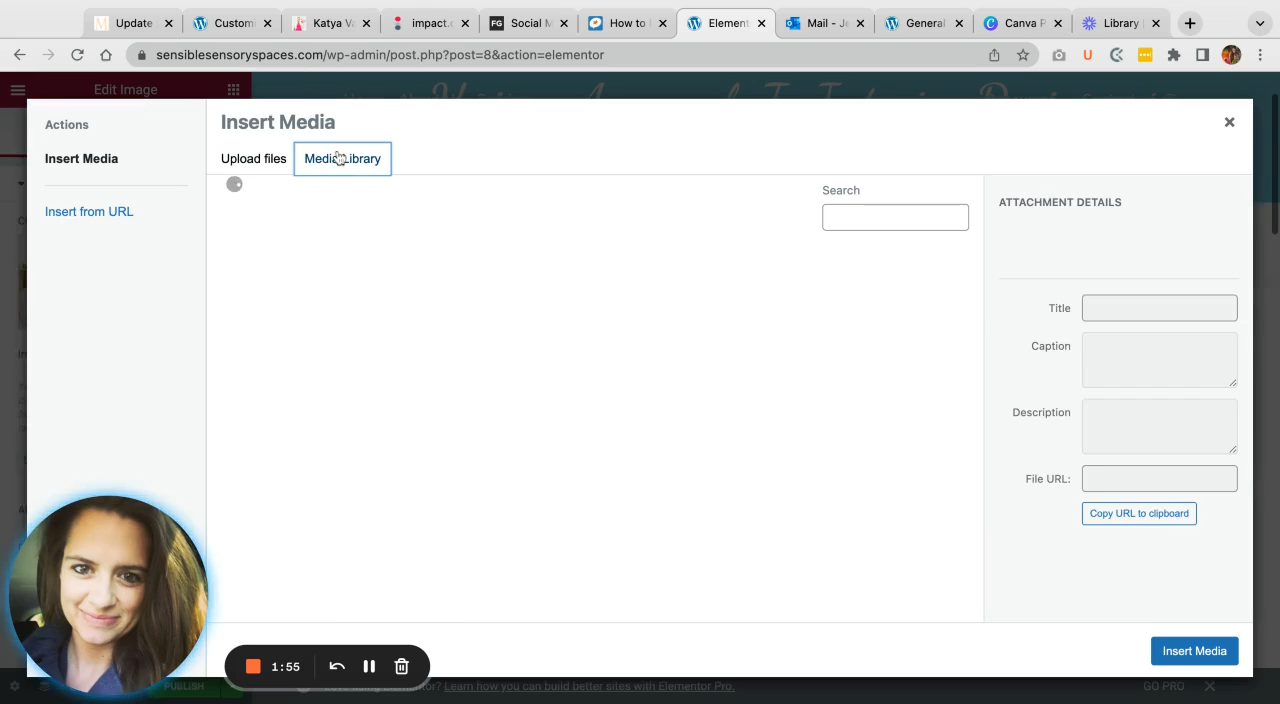 Update
Customi
Katya Va
impact.c
Social M
How to
Element
Mail - Je
General
Canva P
Library
sensiblesensoryspaces.com/wp-admin/post.php?post=8&action=elementor
Edit Image
Actions
Insert Media
Insert from URL
Insert Media
Upload files
Media Library
Search
ATTACHMENT DETAILS
Title
Caption
Description
File URL:
Copy URL to clipboard
Insert Media
1:55
PUBLISH
Learn how you can build better sites with Elementor Pro.
GO PRO